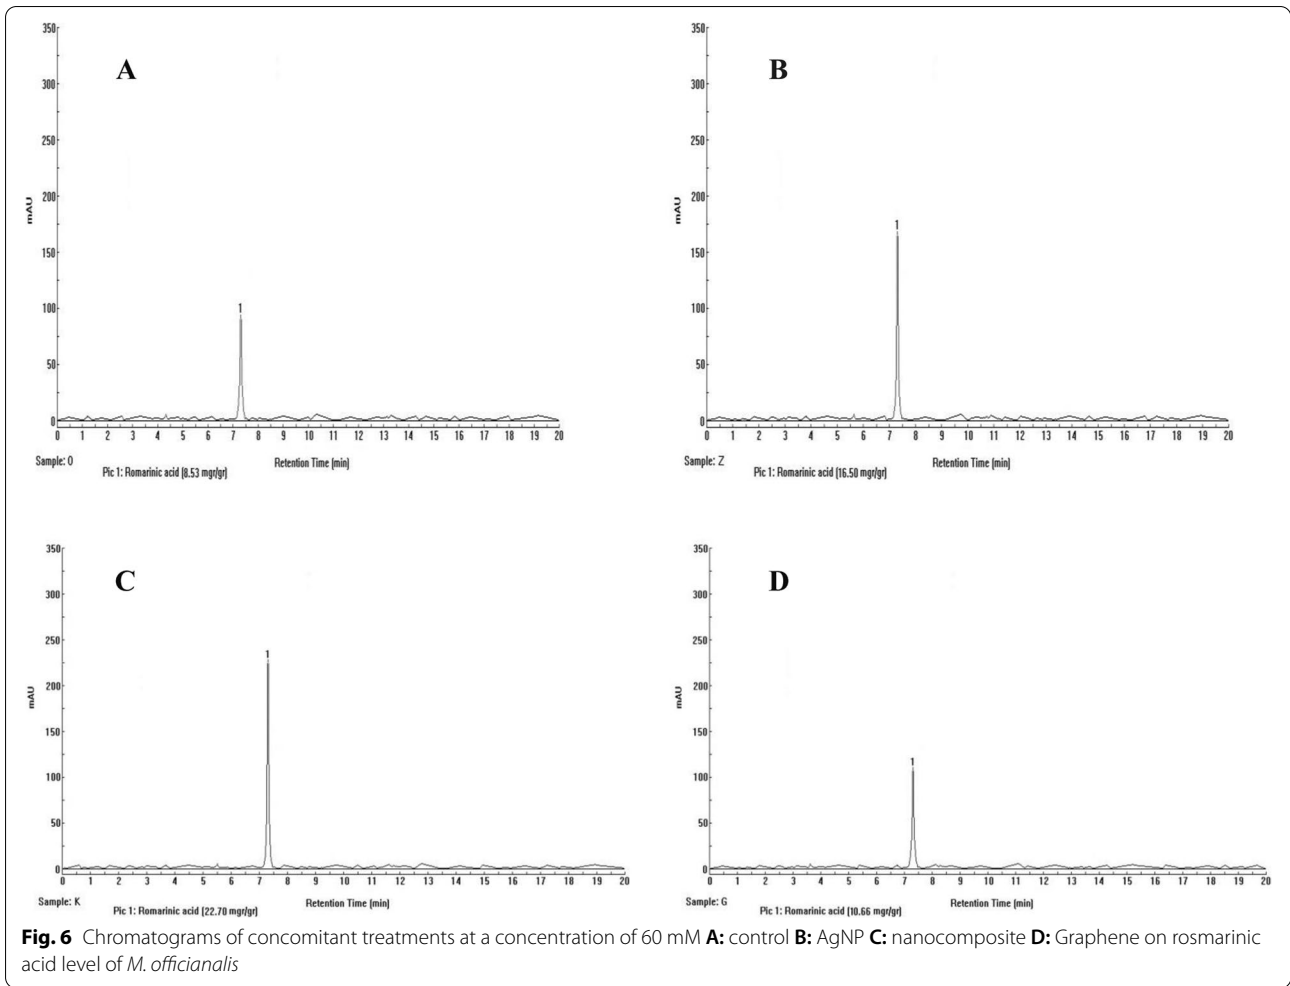 A
350
300
250
200
150
100
50
0
mAU
1
0 1 2 3 4 5 6 7 8 9 10 11 12 13 14 15 16 17 18 19 20
Sample: 0
Retention Time (min)
Pic 1: Romarinic acid (8.53 mgr/gr)
B
350
300
250
200
150
100
50
0
mAU
1
0 1 2 3 4 5 6 7 8 9 10 11 12 13 14 15 16 17 18 19 20
Sample: Z
Retention Time (min)
Pic 1: Romarinic acid (16.50 mgr/gr)
C
350
300
250
200
150
100
50
0
mAU
1
0 1 2 3 4 5 6 7 8 9 10 11 12 13 14 15 16 17 18 19 20
Sample: K
Retention Time (min)
Pic 1: Romarinic acid (22.70 mgr/gr)
D
350
300
250
200
150
100
50
0
mAU
1
0 1 2 3 4 5 6 7 8 9 10 11 12 13 14 15 16 17 18 19 20
Sample: G
Retention Time (min)
Pic 1: Romarinic acid (10.66 mgr/gr)
Fig. 6 Chromatograms of concomitant treatments at a concentration of 60 mM A: control B: AgNP C: nanocomposite D: Graphene on rosmarinic
acid level of M. officianalis